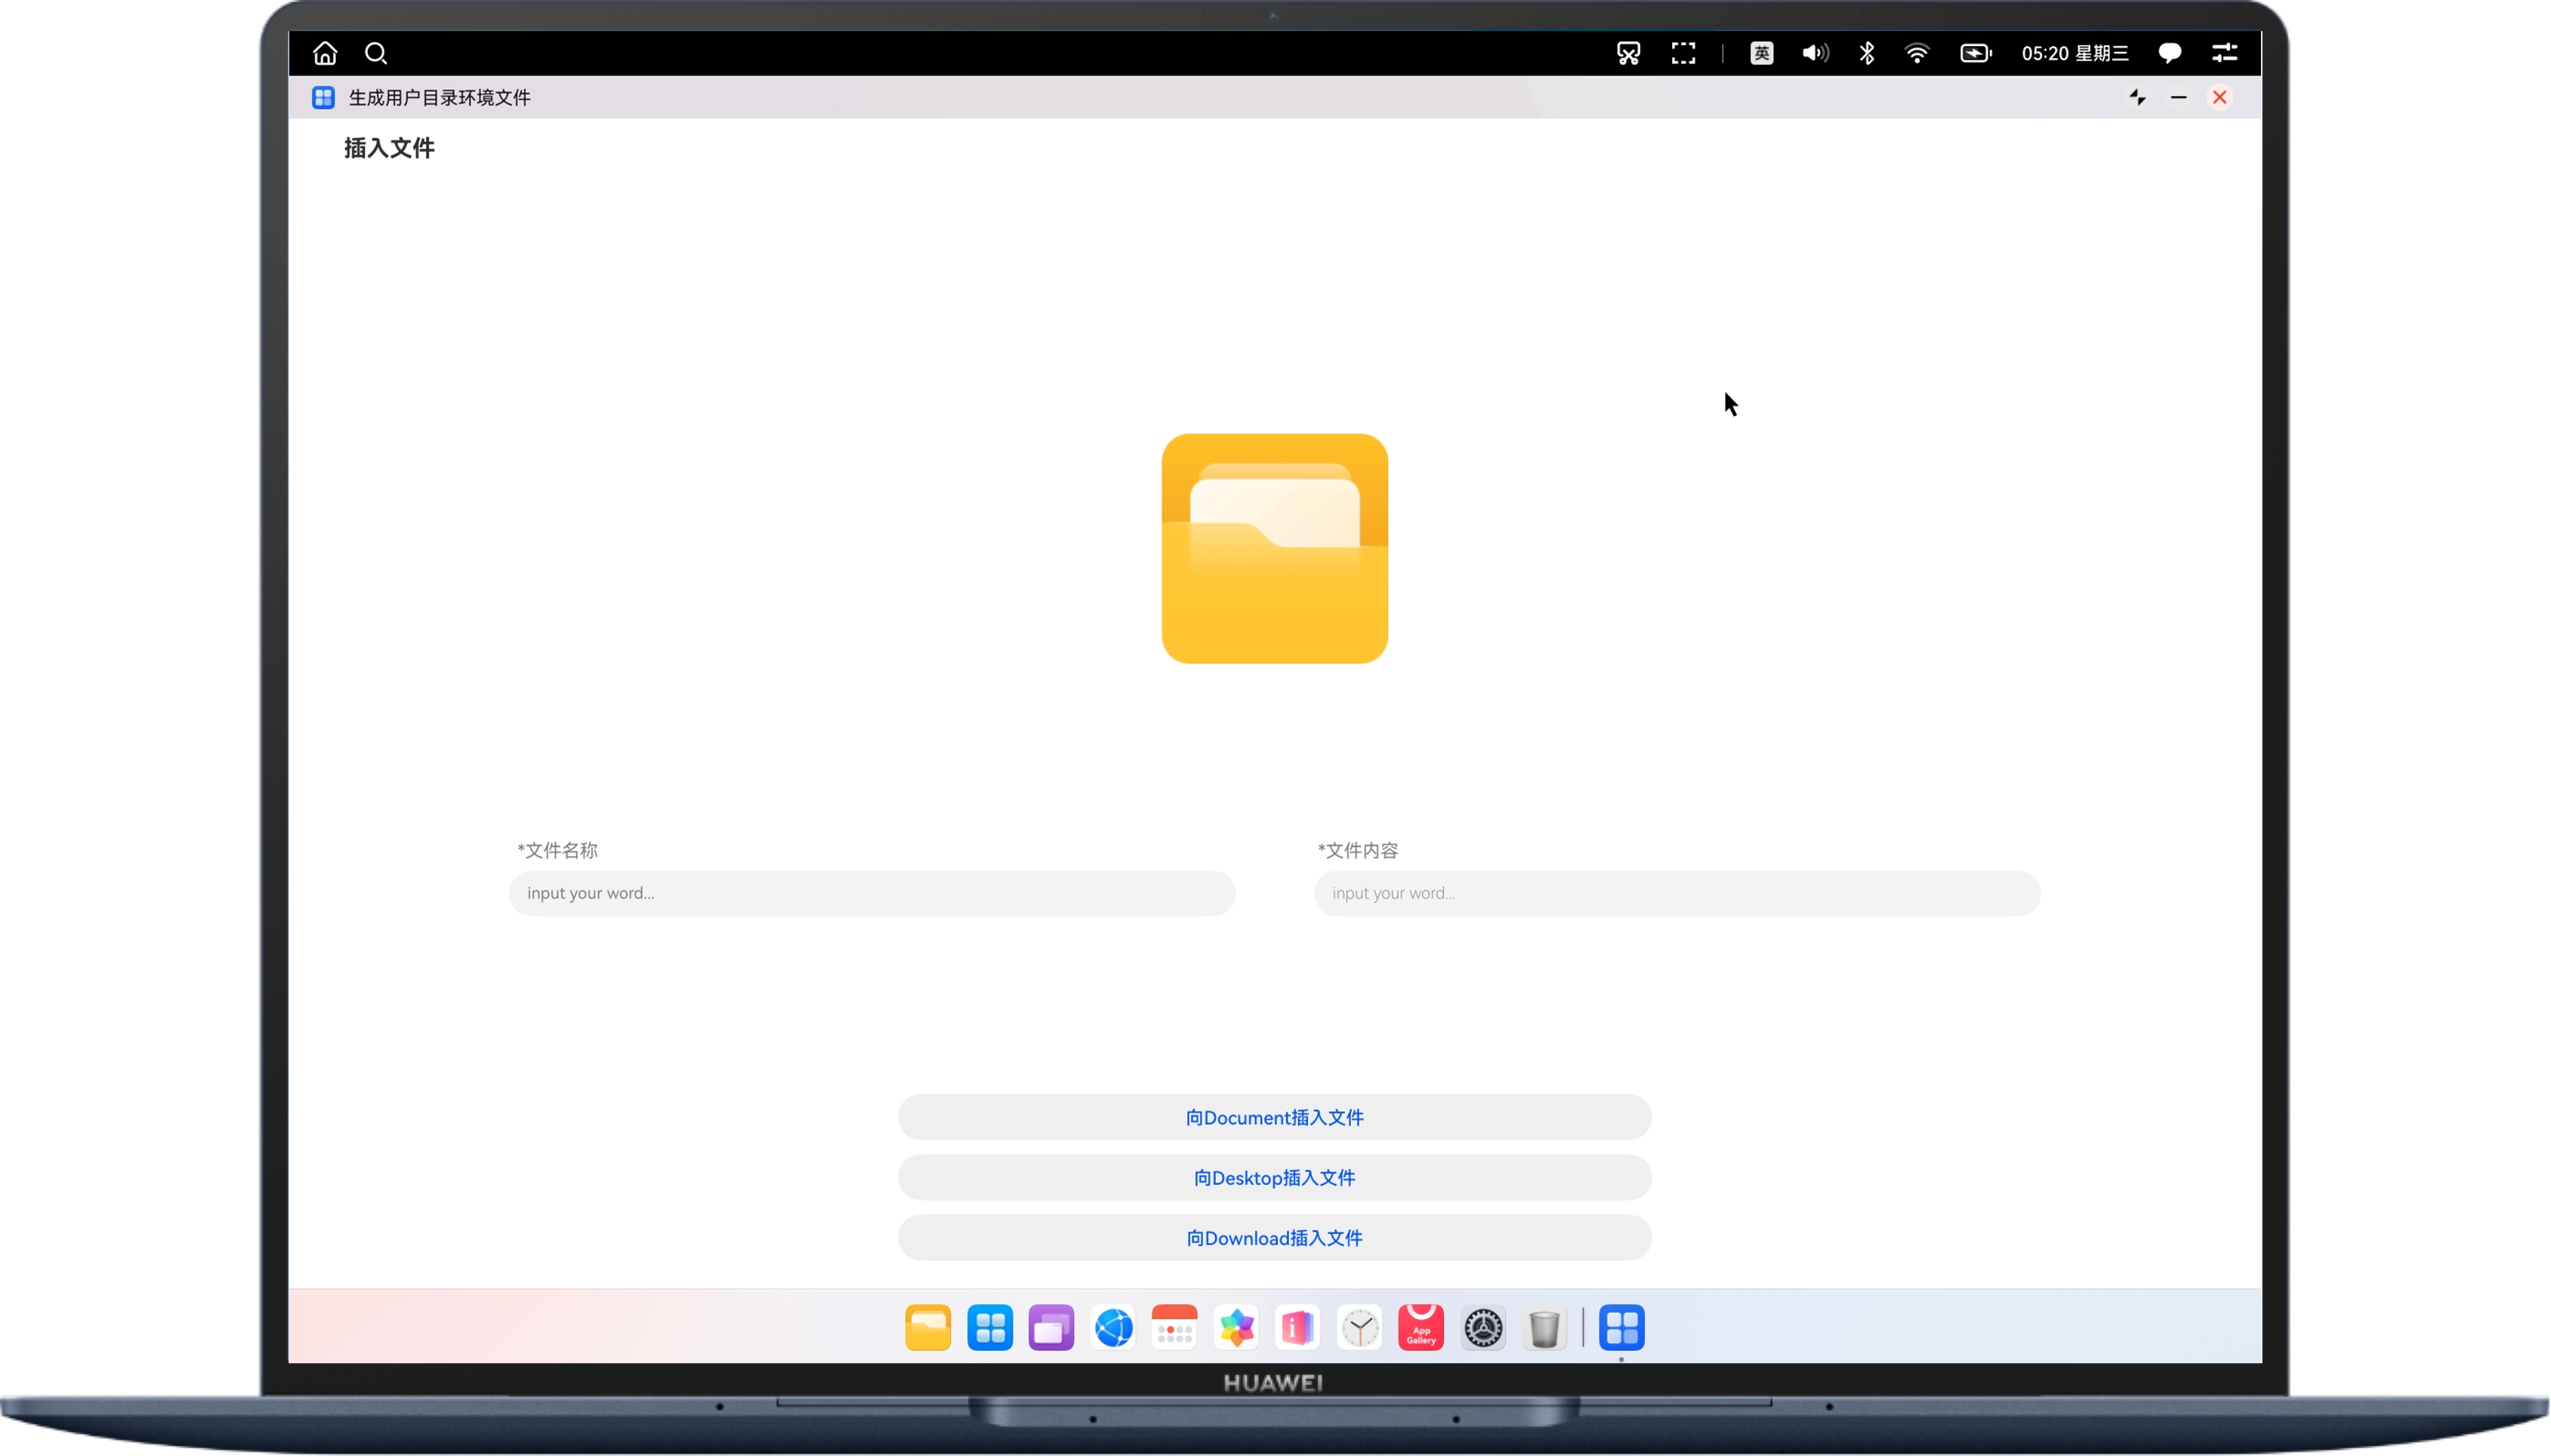 英
05:20 星期三
生成用户目录环境文件
插入文件
*文件名称
*文件内容
input your word...
input your word...
向Document插入文件
向Desktop插入文件
向Download插入文件
i
App
Gallery
HUAWEI